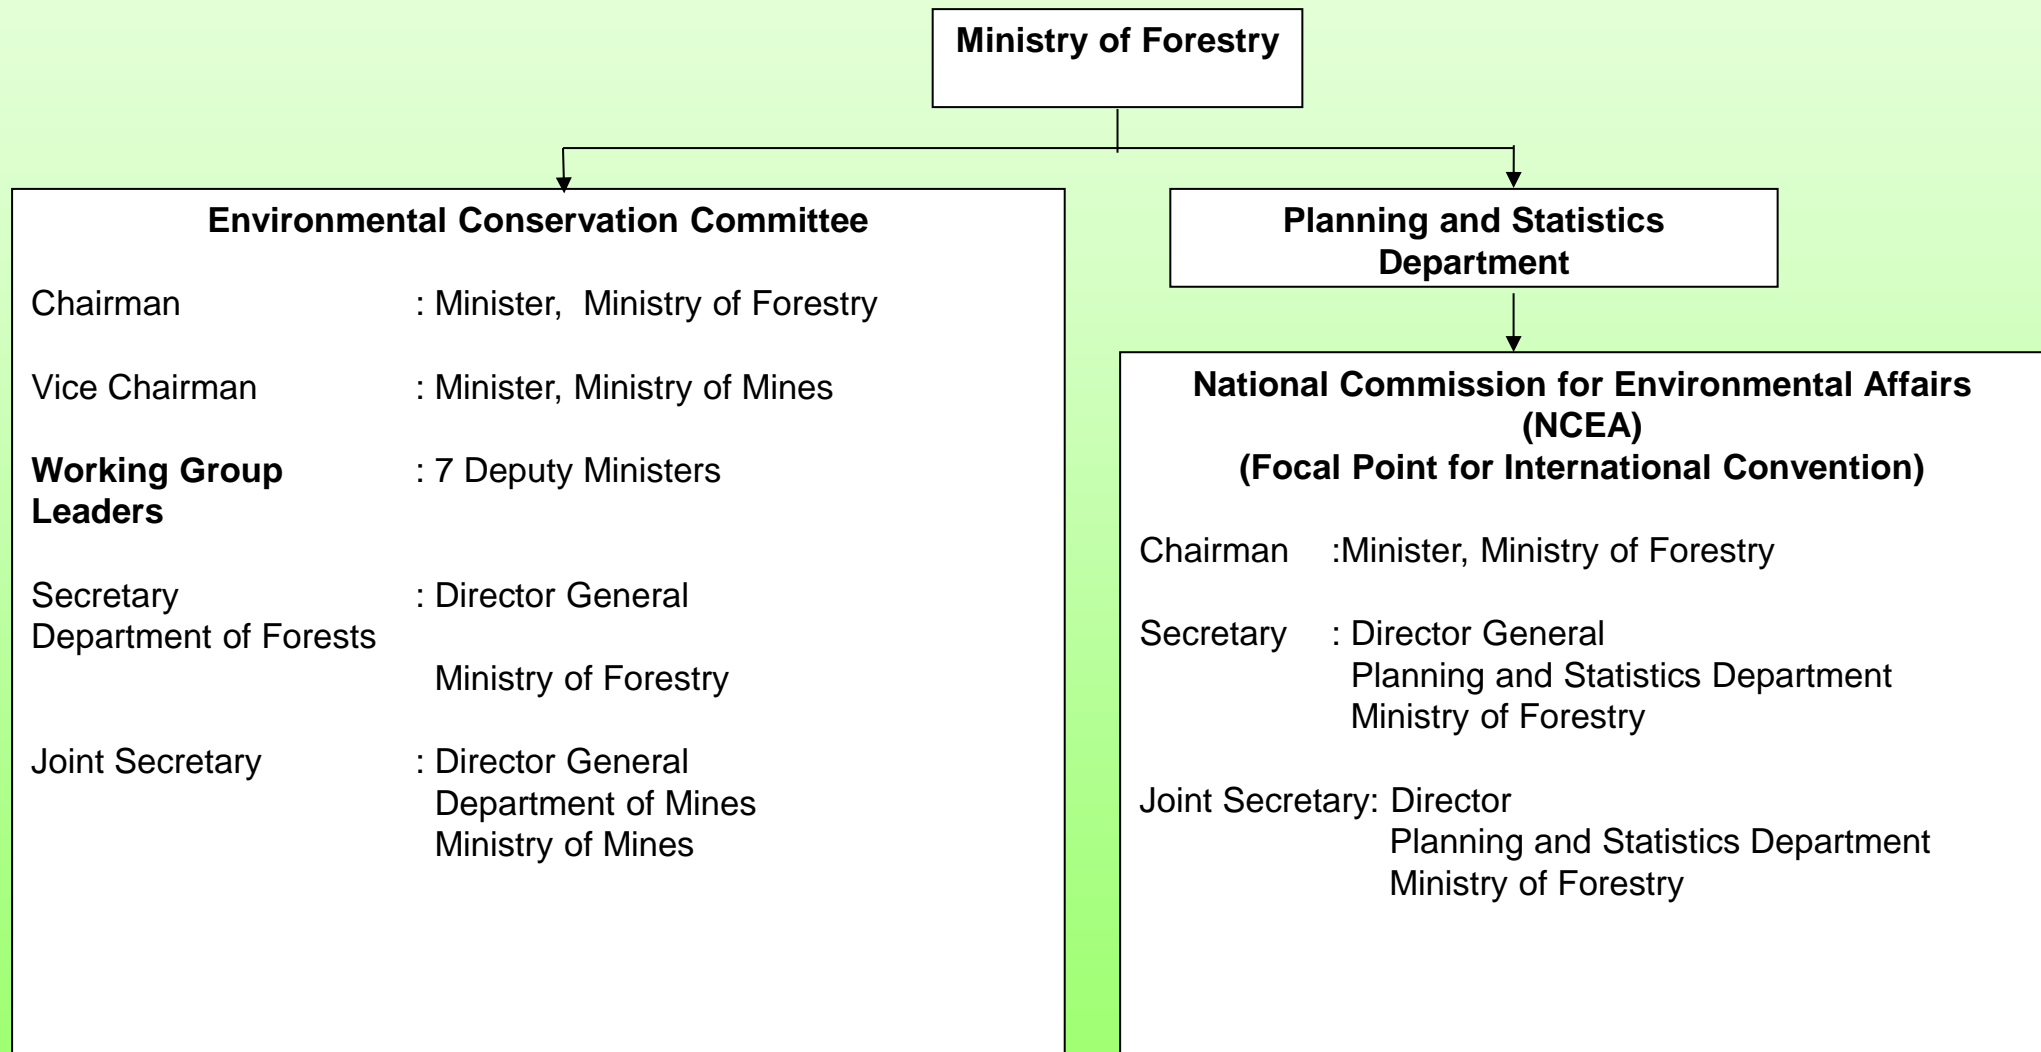 Ministry of Forestry
Environmental Conservation Committee
Chairman : Minister, Ministry of Forestry
Vice Chairman : Minister, Ministry of Mines
Working Group : 7 Deputy Ministers
Leaders
Secretary : Director General
Department of Forests
Ministry of Forestry
Joint Secretary : Director General
Department of Mines
Ministry of Mines
Planning and Statistics
Department
National Commission for Environmental Affairs
(NCEA)
(Focal Point for International Convention)
Chairman :Minister, Ministry of Forestry
Secretary : Director General
Planning and Statistics Department
Ministry of Forestry
Joint Secretary: Director
Planning and Statistics Department
Ministry of Forestry